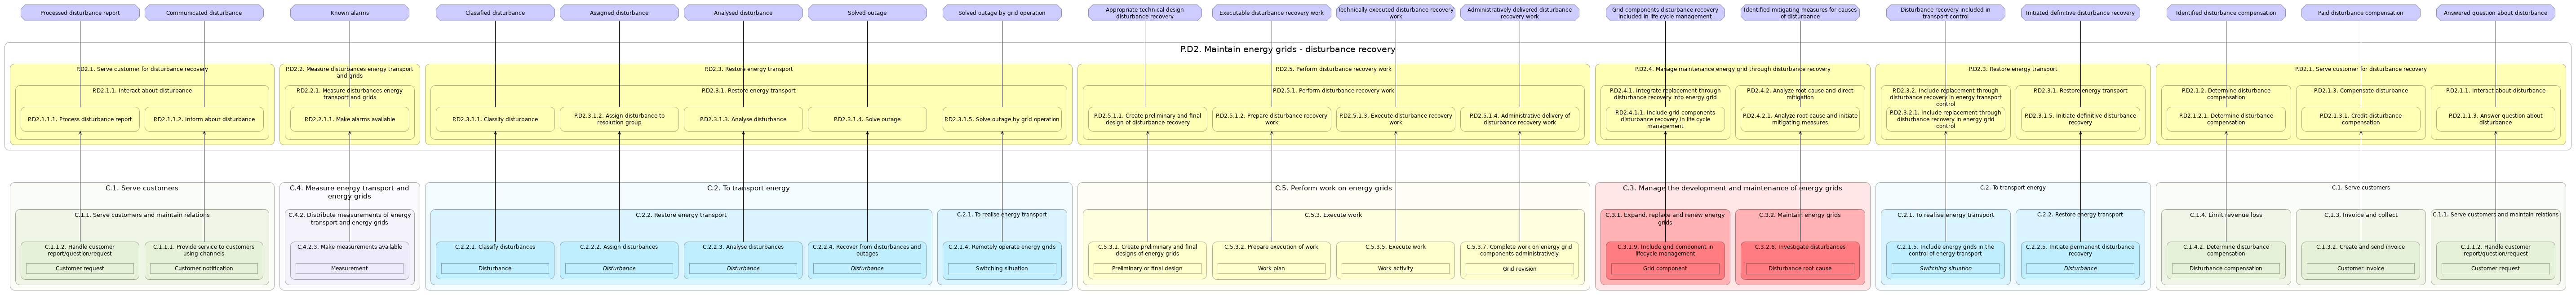 Processed disturbance report
Communicated disturbance
Known alarms
Classified disturbance
Assigned disturbance
Analysed disturbance
Solved outage
Solved outage by grid operation
Appropriate technical design
disturbance recovery
Executable disturbance recovery work
Technically executed disturbance recovery
work
Administratively delivered disturbance
recovery work
Grid components disturbance recovery
included in life cycle management
Identified mitigating measures for causes
of disturbance
Disturbance recovery included in
transport control
Initiated definitive disturbance recovery
Identified disturbance compensation
Paid disturbance compensation
Answered question about disturbance
P.D2. Maintain energy grids - disturbance recovery
P.D2.1. Serve customer for disturbance recovery
P.D2.1.1. Interact about disturbance
P.D2.1.1.1. Process disturbance report
P.D2.1.1.2. Inform about disturbance
P.D2.2. Measure disturbances energy transport
and grids
P.D2.2.1. Measure disturbances energy
transport and grids
P.D2.2.1.1. Make alarms available
P.D2.3. Restore energy transport
P.D2.3.1. Restore energy transport
P.D2.3.1.1. Classify disturbance
P.D2.3.1.2. Assign disturbance to
resolution group
P.D2.3.1.3. Analyse disturbance
P.D2.3.1.4. Solve outage
P.D2.3.1.5. Solve outage by grid operation
P.D2.5. Perform disturbance recovery work
P.D2.5.1. Perform disturbance recovery work
P.D2.5.1.1. Create preliminary and final
design of disturbance recovery
P.D2.5.1.2. Prepare disturbance recovery
work
P.D2.5.1.3. Execute disturbance recovery
work
P.D2.5.1.4. Administrative delivery of
disturbance recovery work
P.D2.4. Manage maintenance energy grid through disturbance recovery
P.D2.4.1. Integrate replacement through
disturbance recovery into energy grid
P.D2.4.1.1. Include grid components
disturbance recovery in life cycle
management
P.D2.4.2. Analyze root cause and direct
mitigation
P.D2.4.2.1. Analyze root cause and initiate
mitigating measures
P.D2.3. Restore energy transport
P.D2.3.2. Include replacement through
disturbance recovery in energy transport
control
P.D2.3.2.1. Include replacement through
disturbance recovery in energy grid
control
P.D2.3.1. Restore energy transport
P.D2.3.1.5. Initiate definitive disturbance
recovery
P.D2.1. Serve customer for disturbance recovery
P.D2.1.2. Determine disturbance
compensation
P.D2.1.2.1. Determine disturbance
compensation
P.D2.1.3. Compensate disturbance
P.D2.1.3.1. Credit disturbance
compensation
P.D2.1.1. Interact about disturbance
P.D2.1.1.3. Answer question about
disturbance
C.1. Serve customers
C.1.1. Serve customers and maintain relations
C.1.1.2. Handle customer
report/question/request
Customer request
C.1.1.1. Provide service to customers
using channels
Customer notification
C.4. Measure energy transport and
energy grids
C.4.2. Distribute measurements of energy
transport and energy grids
C.4.2.3. Make measurements available
Measurement
C.2. To transport energy
C.2.2. Restore energy transport
C.2.2.1. Classify disturbances
Disturbance
C.2.2.2. Assign disturbances
Disturbance
C.2.2.3. Analyse disturbances
Disturbance
C.2.2.4. Recover from disturbances and
outages
Disturbance
C.2.1. To realise energy transport
C.2.1.4. Remotely operate energy grids
Switching situation
C.5. Perform work on energy grids
C.5.3. Execute work
C.5.3.1. Create preliminary and final
designs of energy grids
Preliminary or final design
C.5.3.2. Prepare execution of work
Work plan
C.5.3.5. Execute work
Work activity
C.5.3.7. Complete work on energy grid
components administratively
Grid revision
C.3. Manage the development and maintenance of energy grids
C.3.1. Expand, replace and renew energy
grids
C.3.1.9. Include grid component in
lifecycle management
Grid component
C.3.2. Maintain energy grids
C.3.2.6. Investigate disturbances
Disturbance root cause
C.2. To transport energy
C.2.1. To realise energy transport
C.2.1.5. Include energy grids in the
control of energy transport
Switching situation
C.2.2. Restore energy transport
C.2.2.5. Initiate permanent disturbance
recovery
Disturbance
C.1. Serve customers
C.1.4. Limit revenue loss
C.1.4.2. Determine disturbance
compensation
Disturbance compensation
C.1.3. Invoice and collect
C.1.3.2. Create and send invoice
Customer invoice
C.1.1. Serve customers and maintain relations
C.1.1.2. Handle customer
report/question/request
Customer request